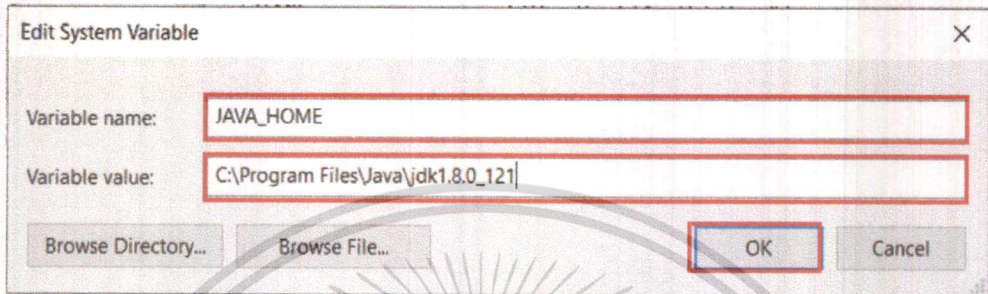 Edit System Variable
Variable name: JAVA_HOME
Variable value: C:\Program Files\Java\jdk1.8.0_121
Browse Directory... Browse File... OK Cancel